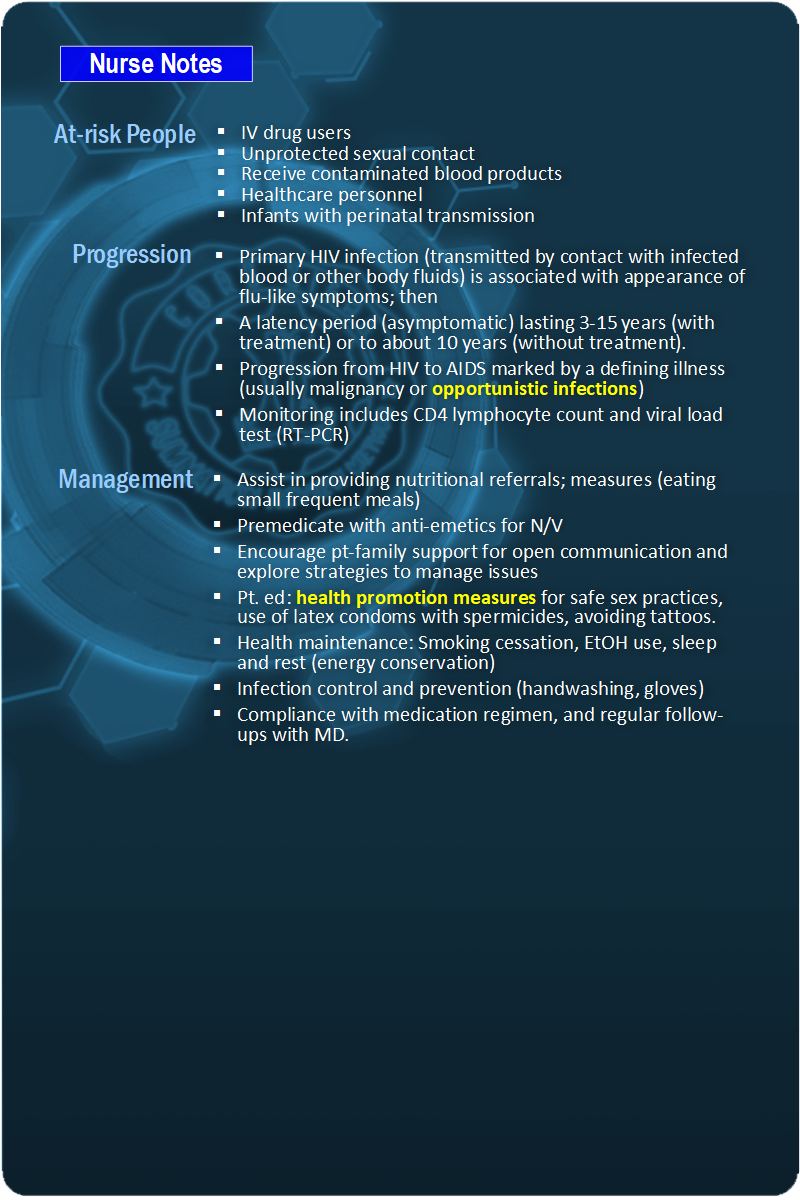 Nurse Notes
At-risk People
▪ IV drug users
▪ Unprotected sexual contact
▪ Receive contaminated blood products
▪ Healthcare personnel
▪ Infants with perinatal transmission
Progression
▪ Primary HIV infection (transmitted by contact with infected
blood or other body fluids) is associated with appearance of
flu-like symptoms; then
▪ A latency period (asymptomatic) lasting 3-15 years (with
treatment) or to about 10 years (without treatment).
▪ Progression from HIV to AIDS marked by a defining illness
(usually malignancy or opportunistic infections)
▪ Monitoring includes CD4 lymphocyte count and viral load
test (RT-PCR)
Management
▪ Assist in providing nutritional referrals; measures (eating
small frequent meals)
▪ Premedicate with anti-emetics for N/V
▪ Encourage pt-family support for open communication and
explore strategies to manage issues
▪ Pt. ed: health promotion measures for safe sex practices,
use of latex condoms with spermicides, avoiding tattoos.
▪ Health maintenance: Smoking cessation, EtOH use, sleep
and rest (energy conservation)
▪ Infection control and prevention (handwashing, gloves)
▪ Compliance with medication regimen, and regular follow-
ups with MD.